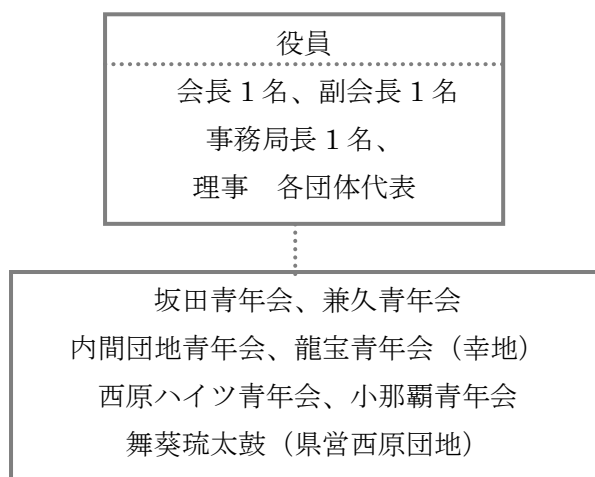 役員
会長１名、副会長１名
事務局長１名、
理事　各団体代表
坂田青年会、兼久青年会
内間団地青年会、龍宝青年会（幸地）
西原ハイツ青年会、小那覇青年会
舞葵琉太鼓（県営西原団地）